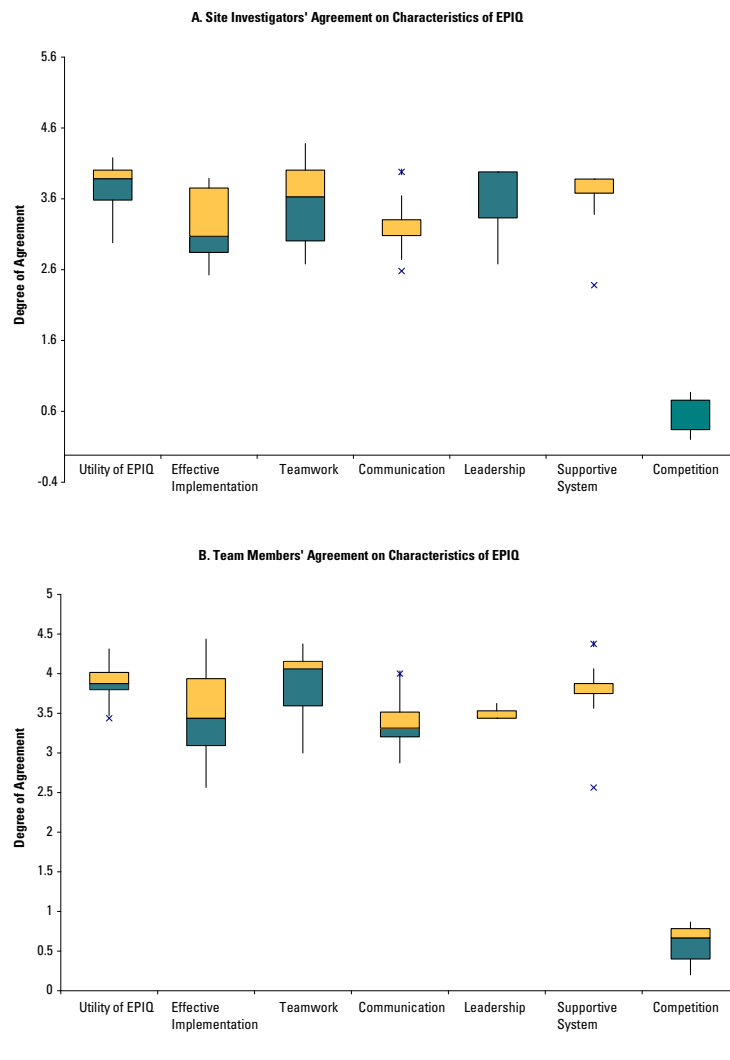 A. Site Investigators' Agreement on Characteristics of EPIQ
Degree of Agreement
5.6
4.6
3.6
2.6
1.6
0.6
-0.4
Utility of EPIQ
Effective
Implementation
Teamwork
Communication
Leadership
Supportive
System
Competition
B. Team Members' Agreement on Characteristics of EPIQ
Degree of Agreement
5
4.5
4
3.5
3
2.5
2
1.5
1
0.5
0
Utility of EPIQ
Effective
Implementation
Teamwork
Communication
Leadership
Supportive
System
Competition